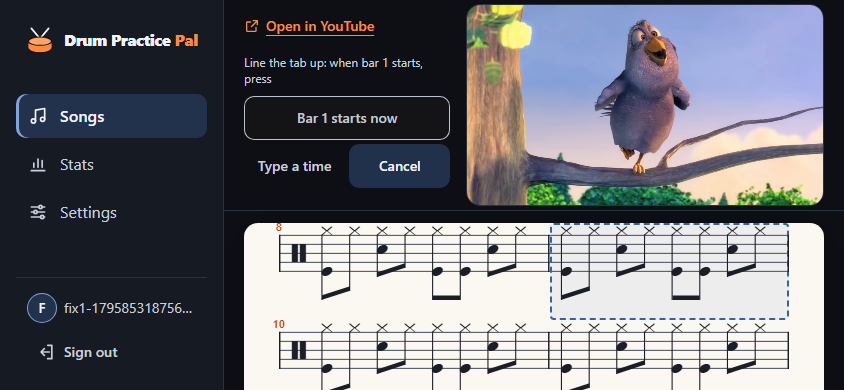 Drum Practice Pal
Songs
Stats
Settings
F fix1-179585318756...
Sign out
Open in YouTube
Line the tab up: when bar 1 starts,
press
Bar 1 starts now
Type a time
Cancel
8
10